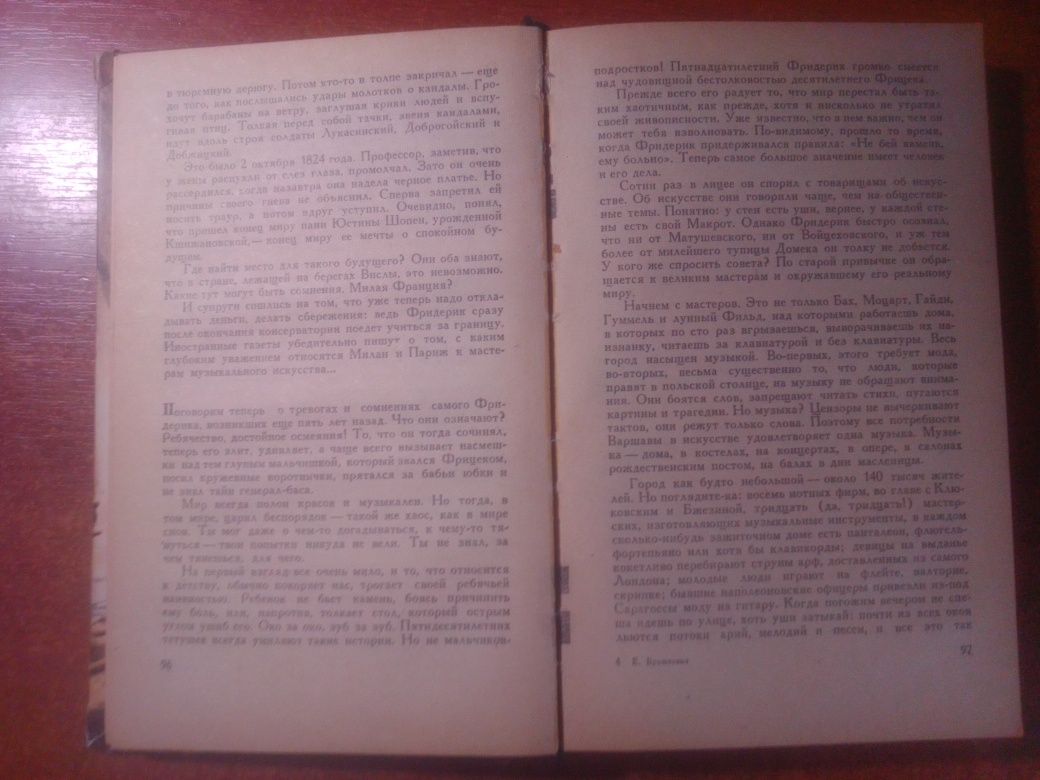 в тюремную дерюгу. Потом кто-то в толпе закричал — еще
до того, как послышались удары молотков о кандалы. Гро-
хочут барабаны на ветру, заглушая крики людей и вспу-
гивая птиц. Толкая перед собой тачки, звеня кандалами,
идут вдоль строя солдаты Лукасинский, Доброгойский и
Добжицкий.
Это было 2 октября 1824 года. Профессор, заметив, что
у жены распухли от слез глаза, промолчал. Зато он очень
рассердился, когда назавтра она надела черное платье. Но
причины своего гнева не объяснил. Сперва запретил ей
носить траур, а потом вдруг уступил. Очевидно, понял,
что пришел конец миру пани Юстины Шопен, урожденной
Кшижановской,— конец миру ее мечты о спокойном бу-
дущем.
Где найти место для такого будущего? Они оба знают,
что в стране, лежащей на берегах Вислы, это невозможно.
Какие тут могут быть сомнения. Милая Франция?
И супруги сошлись на том, что уже теперь надо откла-
дывать деньги, делать сбережения: ведь Фридерик сразу
после окончания консерватории поедет учиться за границу.
Иностранные газеты убедительно пишут о том, с каким
глубоким уважением относятся Милан и Париж к масте-
рам музыкального искусства...
Поговорим теперь о тревогах и сомнениях самого Фри-
дерика, возникших еще пять лет назад. Что они означают?
Ребячество, достойное осмеяния! То, что он тогда сочинял,
теперь его злит, удивляет, а чаще всего вызывает насмеш-
ки над тем глупым мальчишкой, который звался Фрицеком,
носил кружевные воротнички, прятался за бабьи юбки и
не знал тайн генерал-баса.
Мир всегда полон красок и музыкален. Но тогда, в
том мире, царил беспорядок — такой же хаос, как в мире
снов. Ты мог даже о чем-то догадываться, к чему-то тя-
нуться — твои попытки никуда не вели. Ты не знал, за
чем тянешься, для чего.
На первый взгляд все очень мило, и то, что относится
к детству, обычно покоряет нас, трогает своей ребячьей
наивностью. Ребенок не бьет камень, боясь причинить
ему боль, или, напротив, толкает стол, который острым
углом ушиб его. Око за око, зуб за зуб. Пятидесятилетних
тетушек всегда умиляют такие истории. Но не мальчики-
96
подростков! Пятнадцатилетний Фридерик громко смеется
над чудовищной бестолковостью десятилетнего Фрицека.
Прежде всего его радует то, что мир перестал быть та-
ким хаотичным, как прежде, хотя и нисколько не утратил
своей живописности. Уже известно, что в нем важно, чем он
может тебя взволновать. По-видимому, прошло то время,
когда Фридерик придерживался правила: «Не бей камень,
ему больно». Теперь самое большое значение имеет человек
и его дела.
Сотни раз в лицее он спорил с товарищами об искус-
стве. Об искусстве они говорили чаще, чем на обществен-
ные темы. Понятно: у стен есть уши, вернее, у каждой сте-
ны есть свой Макрот. Однако Фридерик быстро осознал,
что ни от Матушевского, ни от Войцеховского, и уж тем
более от милейшего тупицы Домека он толку не добьется.
У кого же спросить совета? По старой привычке он обра-
щается к великим мастерам и окружавшему его реальному
миру.
Начнем с мастеров. Это не только Бах, Моцарт, Гайдн,
Гуммель и лунный Фильд, над которыми работаешь дома,
в которых по сто раз вгрызаешься, выворачиваешь их на-
изнанку, читаешь за клавиатурой и без клавиатуры. Весь
город насыщен музыкой. Во-первых, этого требует мода,
во-вторых, весьма существенно то, что люди, которые
правят в польской столице, на музыку не обращают внима-
ния. Они боятся слов, запрещают читать стихи, пугаются
картины и трагедии. Но музыка? Цензоры не вычеркивают
тактов, они режут только слова. Поэтому все потребности
Варшавы в искусстве удовлетворяет одна музыка. Музы-
ка — дома, в костелах, на концертах, в опере, в салонах
рождественским постом, на балах в дни масленицы.
Город как будто небольшой — около 140 тысяч жите-
лей. Но поглядите-ка: восемь нотных фирм, во главе с Клю-
ковским и Бжезиной, тридцать (да, тридцать!) мастер-
ских, изготовляющих музыкальные инструменты, в каждом
сколько-нибудь зажиточном доме есть панталеон, флюгель-
фортепьяно или хотя бы клавикорды; девицы на выданье
кокетливо перебирают струны арф, доставленных из самого
Лондона; молодые люди играют на флейте, валторне,
скрипке; бывшие наполеоновские офицеры привезли из-под
Сарагоссы моду на гитару. Когда погожим вечером не спе-
ша идешь по улице, хоть уши затыкай: почти из всех окон
льются потоки арий, мелодий и песен, и все это так
4 Е.
97